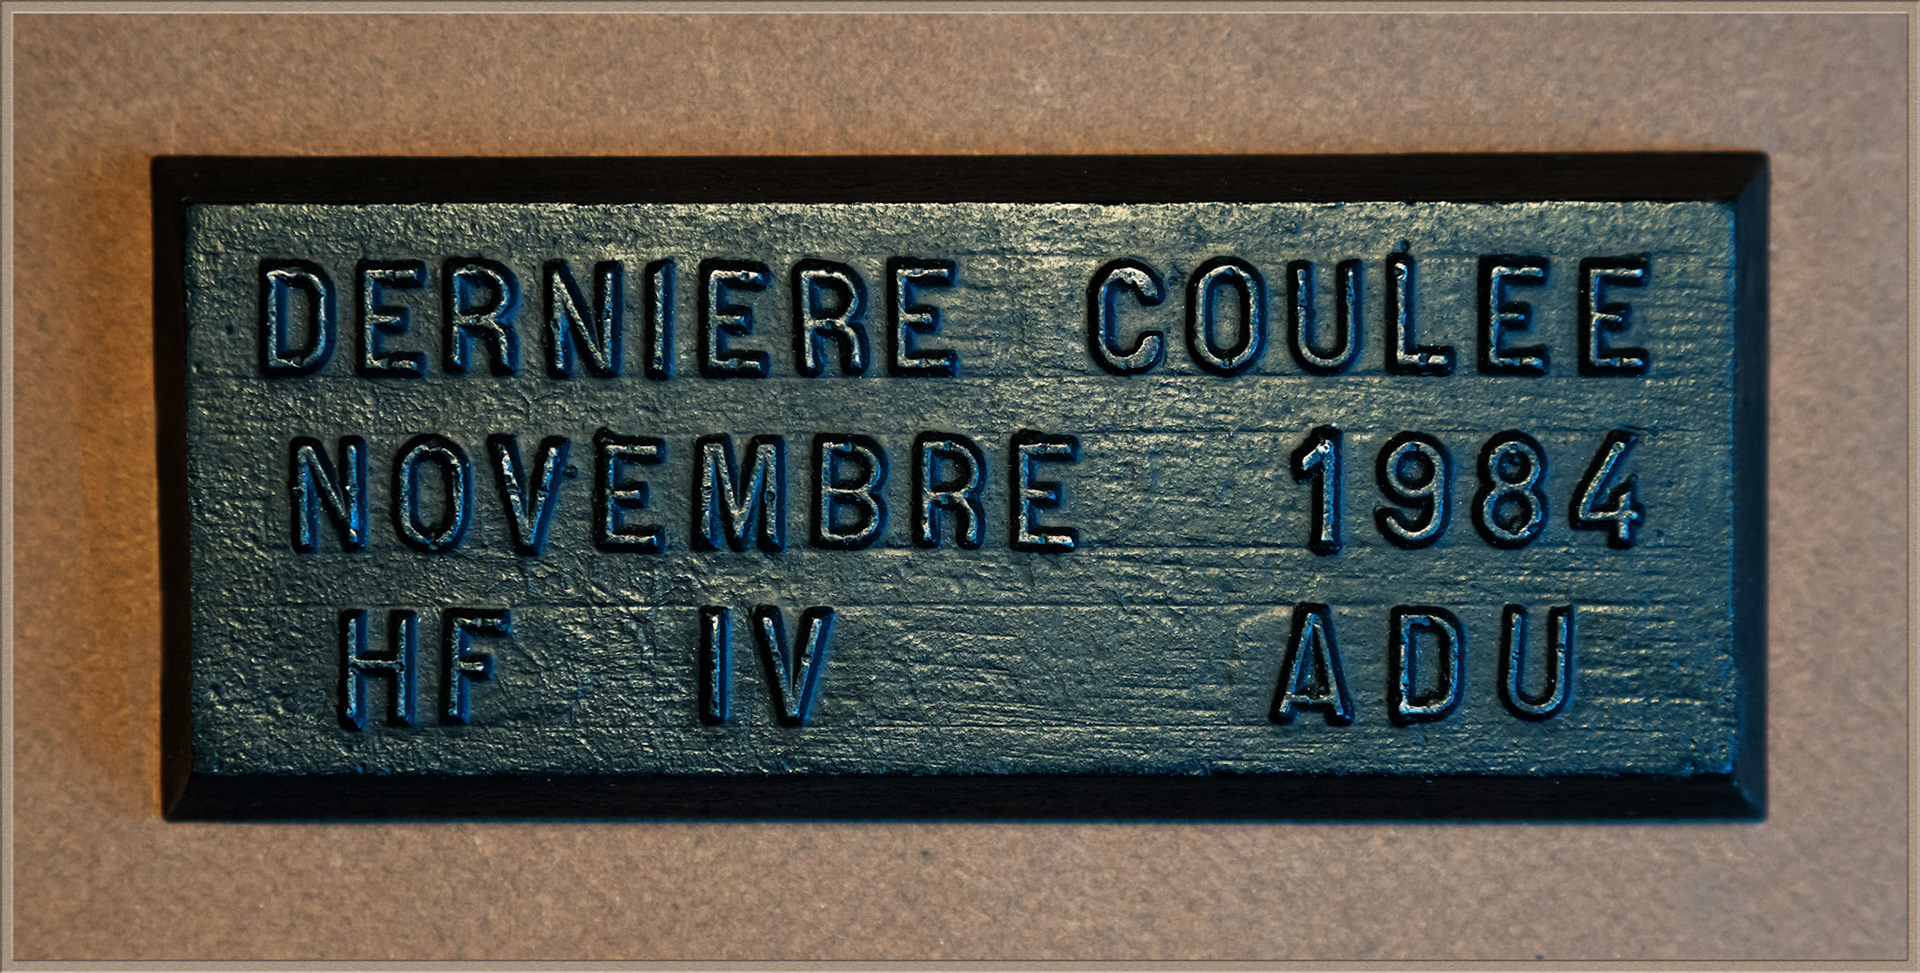 DERNIERE COULEE
NOVEMBRE 1984
HF IV ADU